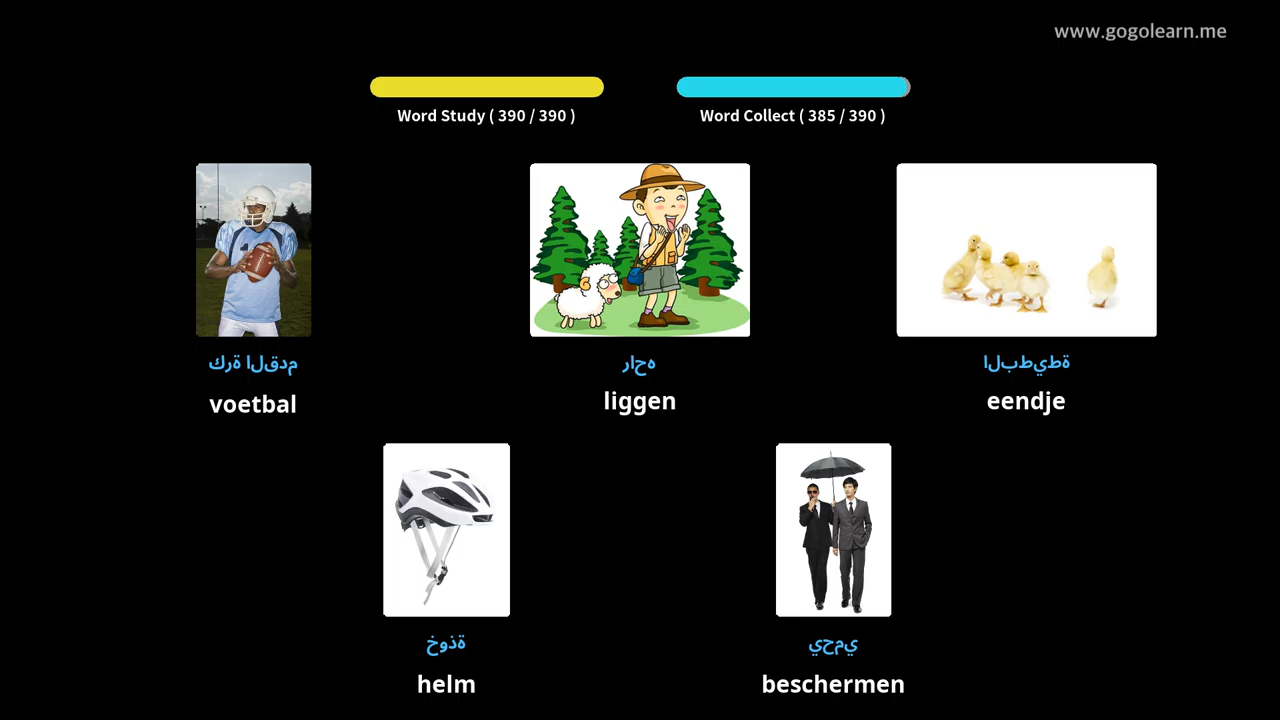 www.gogolearn.me
Word Study ( 390 / 390 )
Word Collect ( 385 / 390 )
كرة القدم
راحه
البطيطة
voetbal
liggen
eendje
خوذة
يحمي
helm
beschermen